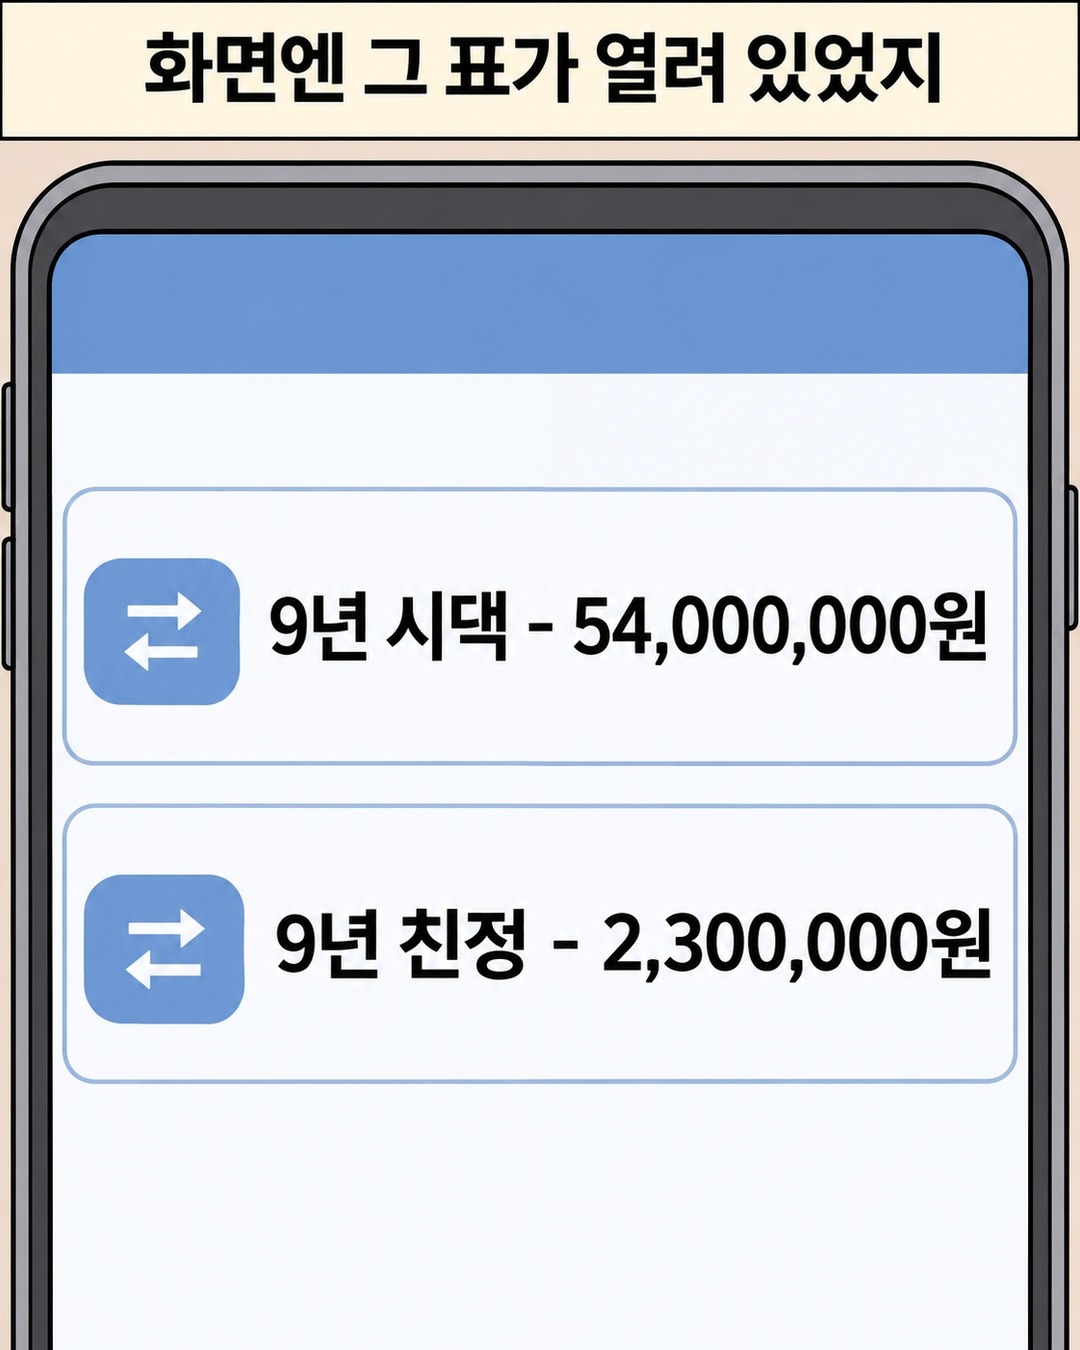 화면엔 그 표가 열려 있었지
9년 시댁 - 54,000,000원
9년 친정 - 2,300,000원